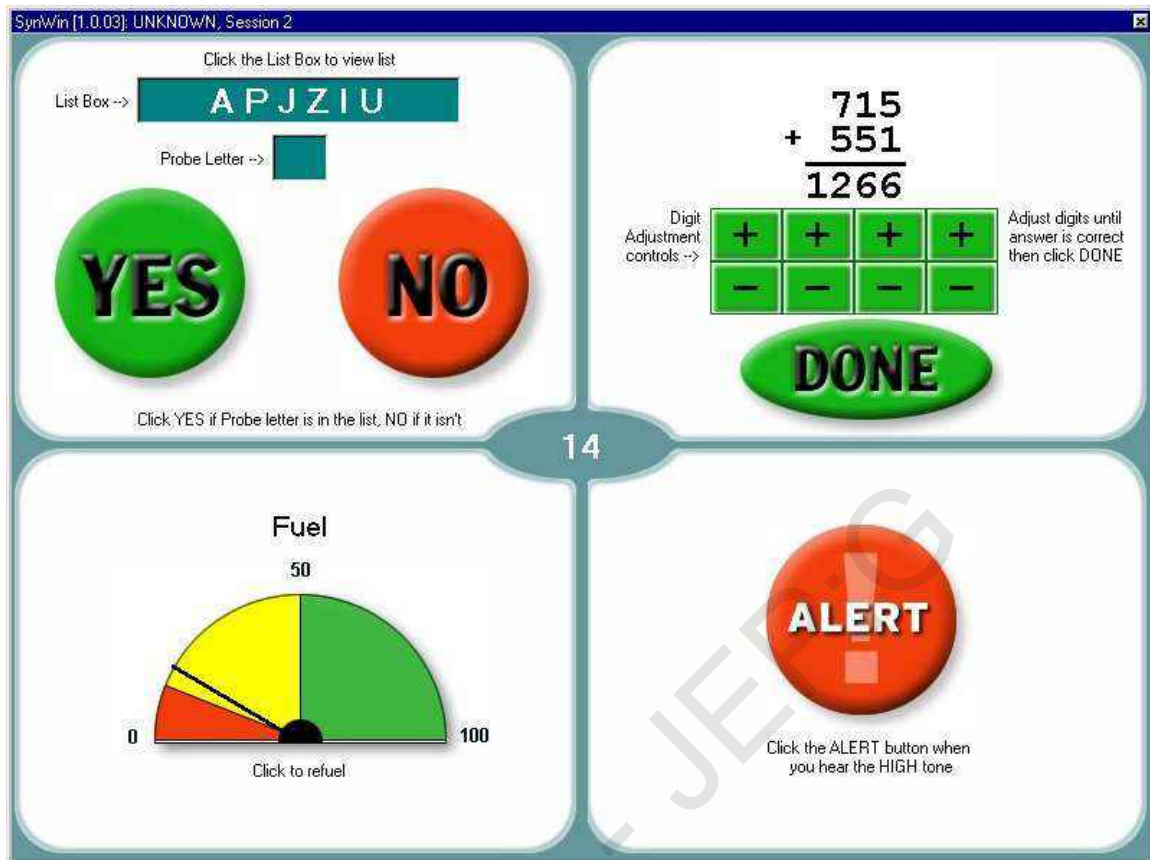 SynWin [1.0.03]: UNKNOWN, Session 2
Click the List Box to view list
List Box --> A P J Z I U
Probe Letter -->
YES
NO
Click YES if Probe letter is in the list, NO if it isn't
715
+ 551
1266
Digit
Adjustment
controls -->
+ + + +
- - - -
Adjust digits until
answer is correct
then click DONE
DONE
14
Fuel
50
0
100
Click to refuel
!
ALERT
Click the ALERT button when
you hear the HIGH tone